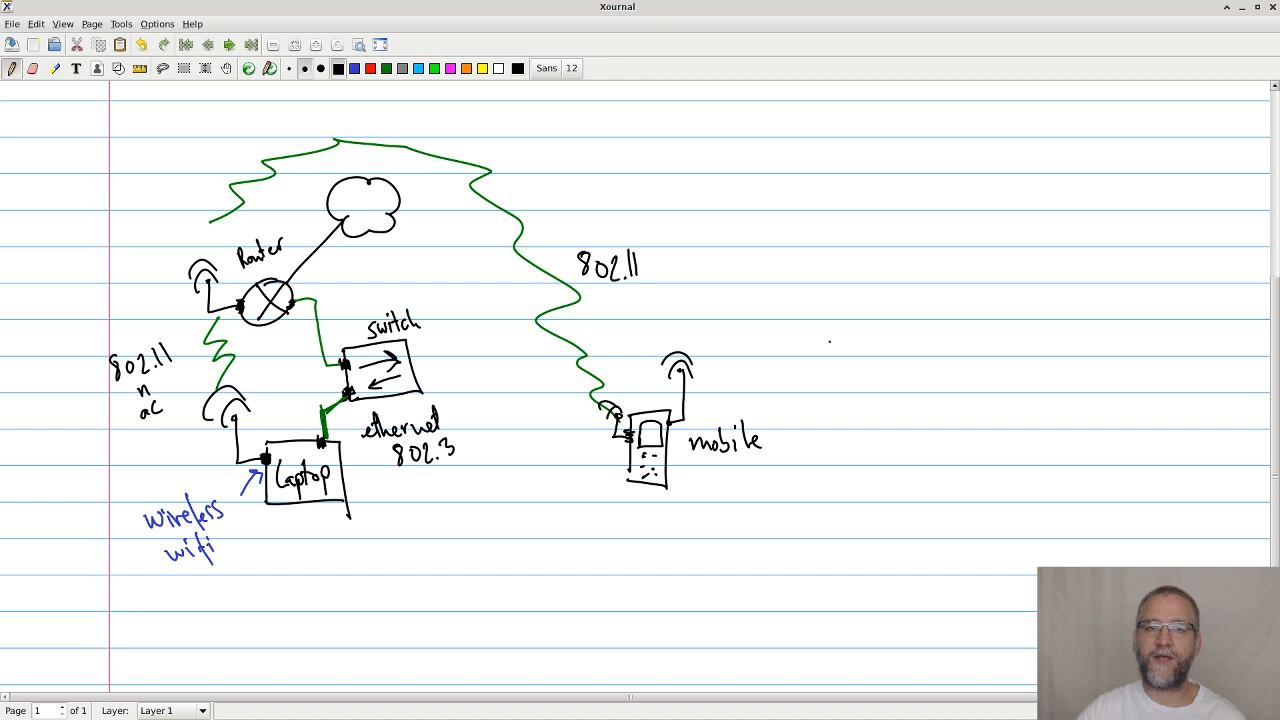 Xournal
File Edit View Page Tools Options Help
Sans 12
Router
802.11
switch
802.11
n
ac
ethernet
802.3
mobile
Laptop
wireless
wifi
Page 1 of 1 Layer: Layer 1